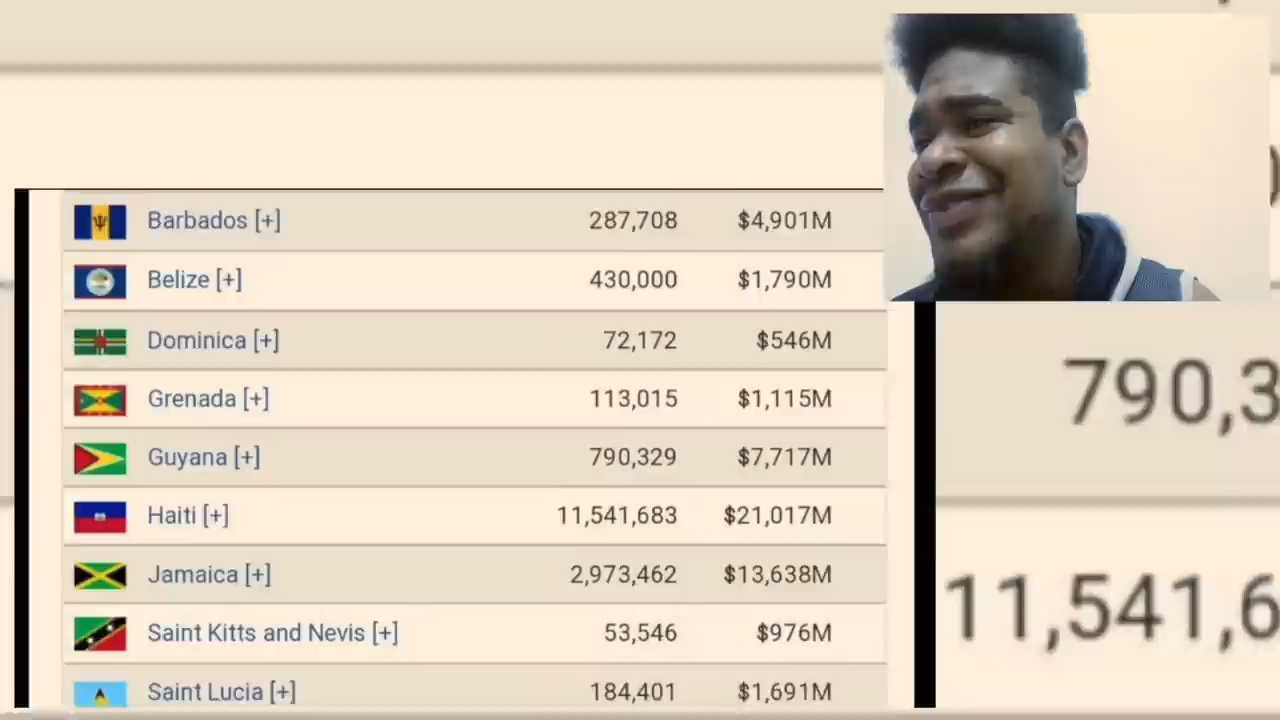 Barbados [+] 287,708 $4,901M
Belize [+] 430,000 $1,790M
Dominica [+] 72,172 $546M
Grenada [+] 113,015 $1,115M
Guyana [+] 790,329 $7,717M
Haiti [+] 11,541,683 $21,017M
Jamaica [+] 2,973,462 $13,638M
Saint Kitts and Nevis [+] 53,546 $976M
Saint Lucia [+] 184,401 $1,691M
790,3
11,541,6